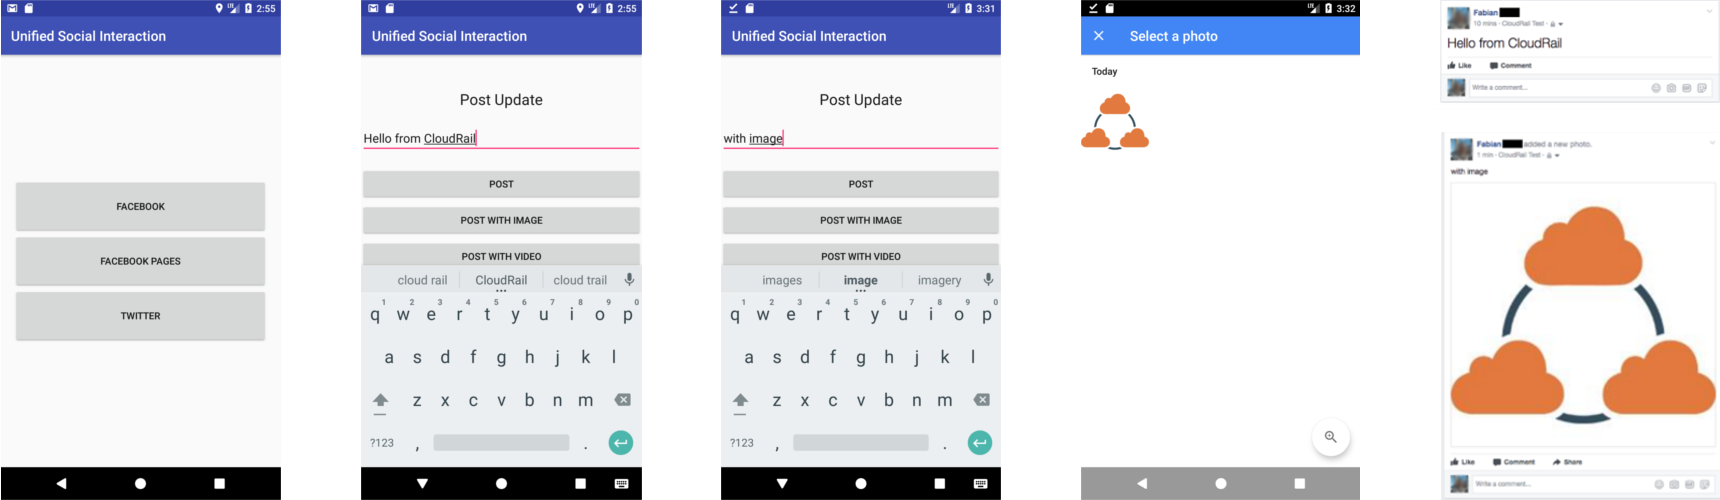 2:55
Unified Social Interaction
FACEBOOK
FACEBOOK PAGES
TWITTER
2:55
Unified Social Interaction
Post Update
Hello from CloudRail
POST
POST WITH IMAGE
POST WITH VIDEO
cloud rail CloudRail cloud trail
1 2 3 4 5 6 7 8 9 0
q w e r t y u i o p
a s d f g h j k l
z x c v b n m
?123 , .
3:31
Unified Social Interaction
Post Update
with image
POST
POST WITH IMAGE
POST WITH VIDEO
images image imagery
1 2 3 4 5 6 7 8 9 0
q w e r t y u i o p
a s d f g h j k l
z x c v b n m
?123 , .
3:32
Select a photo
Today
Fabian
10 mins · CloudRail Test ·
Hello from CloudRail
Like Comment
Write a comment...
Fabian added a new photo.
1 min · CloudRail Test ·
with image
Like Comment Share
Write a comment...